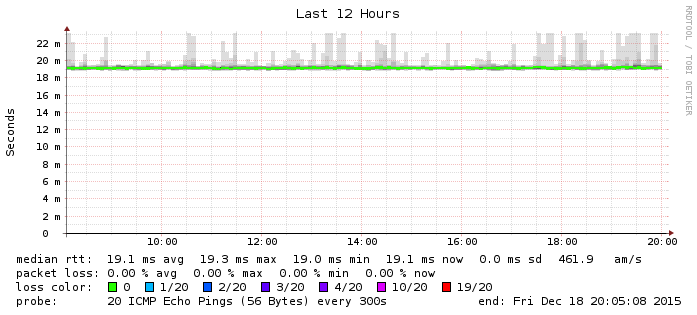 Last 12 Hours
RRDTOOL / TOBI OETIKER
Seconds
22 m
20 m
18 m
16 m
14 m
12 m
10 m
8 m
6 m
4 m
2 m
0
10:00 12:00 14:00 16:00 18:00 20:00
median rtt: 19.1 ms avg 19.3 ms max 19.0 ms min 19.1 ms now 0.0 ms sd 461.9 am/s
packet loss: 0.00 % avg 0.00 % max 0.00 % min 0.00 % now
loss color: 0 1/20 2/20 3/20 4/20 10/20 19/20
probe: 20 ICMP Echo Pings (56 Bytes) every 300s end: Fri Dec 18 20:05:08 2015